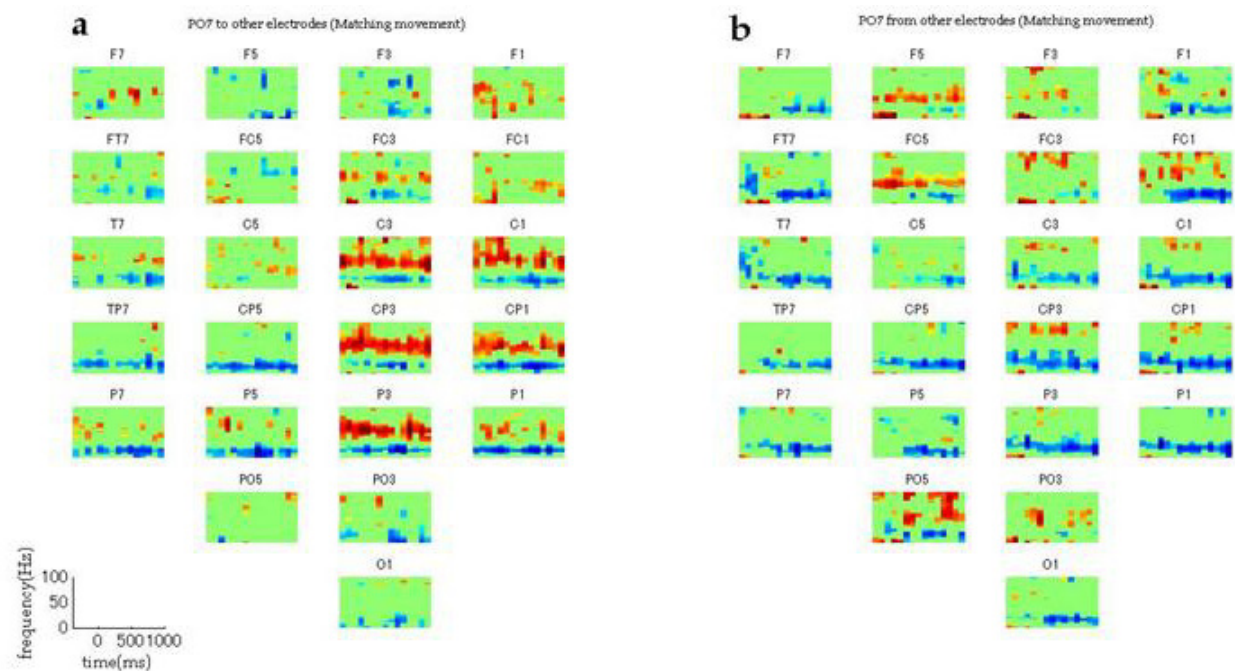 a
PO7 to other electrodes (Matching movement)
F7 F5 F3 F1
FT7 FC5 FC3 FC1
T7 C5 C3 C1
TP7 CP5 CP3 CP1
P7 P5 P3 P1
PO5 PO3
O1
frequency(Hz)
100
50
0
0 500 1000
time(ms)
b
PO7 from other electrodes (Matching movement)
F7 F5 F3 F1
FT7 FC5 FC3 FC1
T7 C5 C3 C1
TP7 CP5 CP3 CP1
P7 P5 P3 P1
PO5 PO3
O1